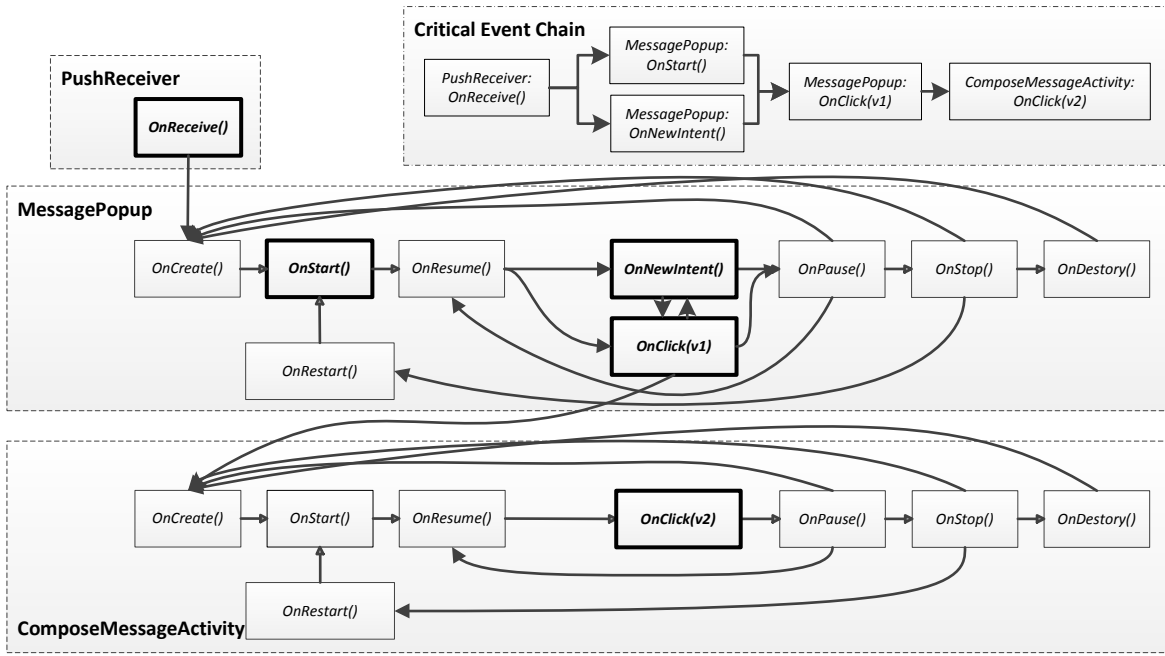 Critical Event Chain
PushReceiver:
OnReceive()
MessagePopup:
OnStart()
MessagePopup:
OnNewIntent()
MessagePopup:
OnClick(v1)
ComposeMessageActivity:
OnClick(v2)
PushReceiver
OnReceive()
MessagePopup
OnCreate()
OnStart()
OnResume()
OnNewIntent()
OnPause()
OnStop()
OnDestory()
OnClick(v1)
OnRestart()
OnCreate()
OnStart()
OnResume()
OnClick(v2)
OnPause()
OnStop()
OnDestory()
OnRestart()
ComposeMessageActivity